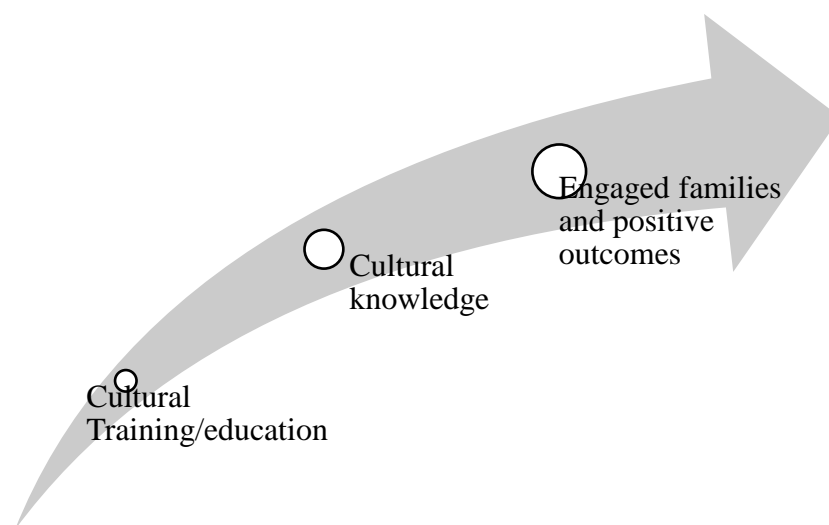 Engaged families
and positive
outcomes
Cultural
knowledge
Cultural
Training/education